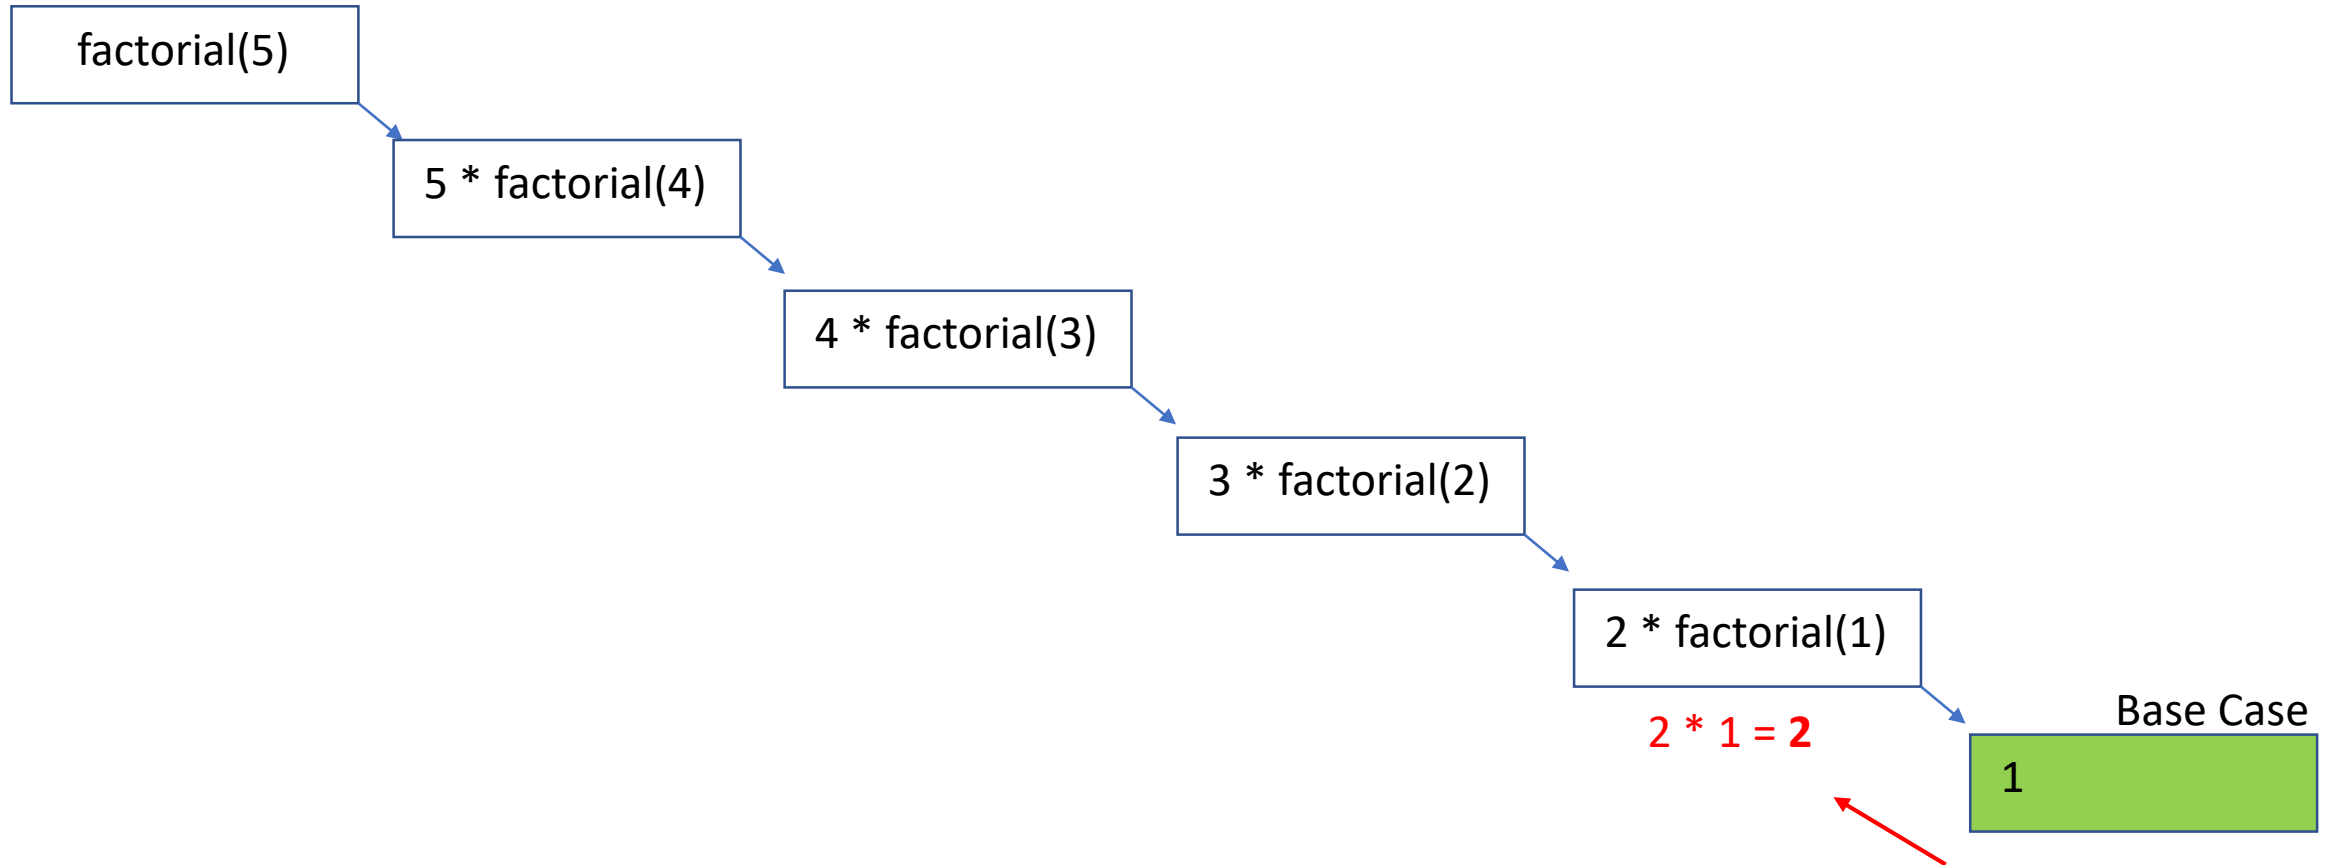 factorial(5)
5 * factorial(4)
4 * factorial(3)
3 * factorial(2)
2 * factorial(1)
2 * 1 = 2
Base Case
1